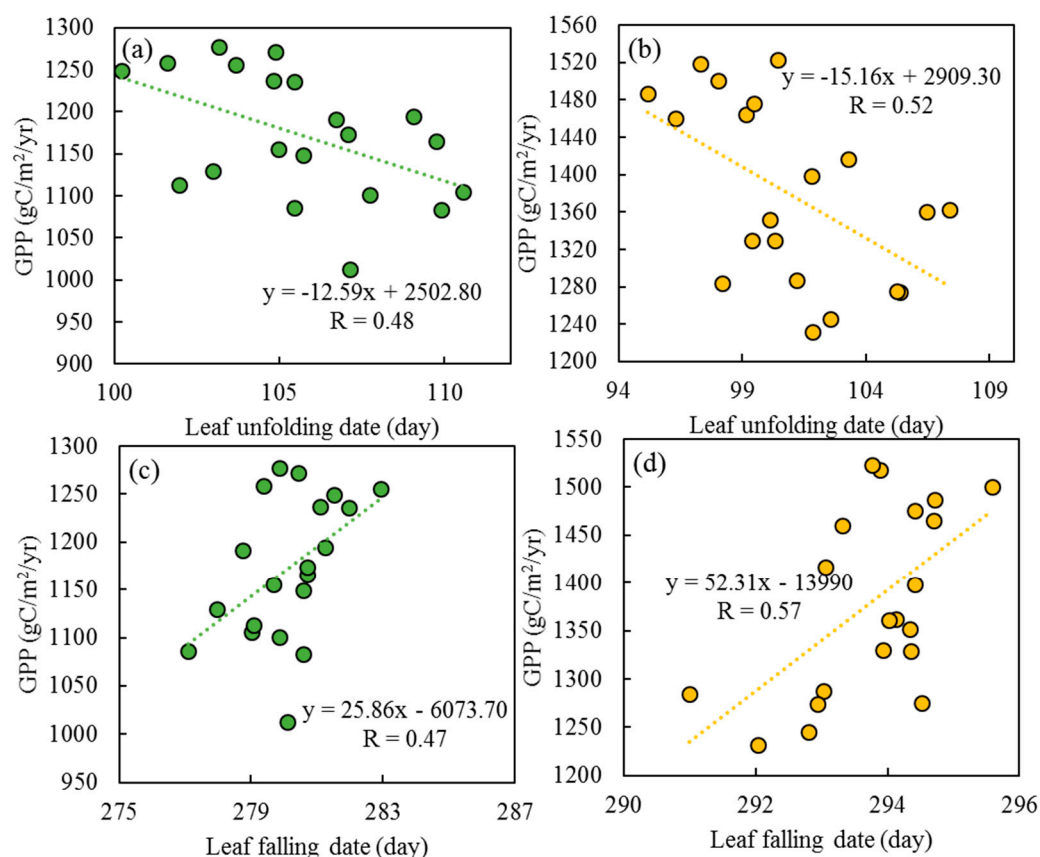 (a)
1300
1250
1200
1150
1100
1050
1000
950
900
GPP (gC/m²/yr)
y = -12.59x + 2502.80
R = 0.48
100 105 110
Leaf unfolding date (day)
(b)
1560
1520
1480
1440
1400
1360
1320
1280
1240
1200
GPP (gC/m²/yr)
y = -15.16x + 2909.30
R = 0.52
94 99 104 109
Leaf unfolding date (day)
(c)
1300
1250
1200
1150
1100
1050
1000
950
GPP (gC/m²/yr)
y = 25.86x - 6073.70
R = 0.47
275 279 283 287
Leaf falling date (day)
(d)
1550
1500
1450
1400
1350
1300
1250
1200
GPP (gC/m²/yr)
y = 52.31x - 13990
R = 0.57
290 292 294 296
Leaf falling date (day)